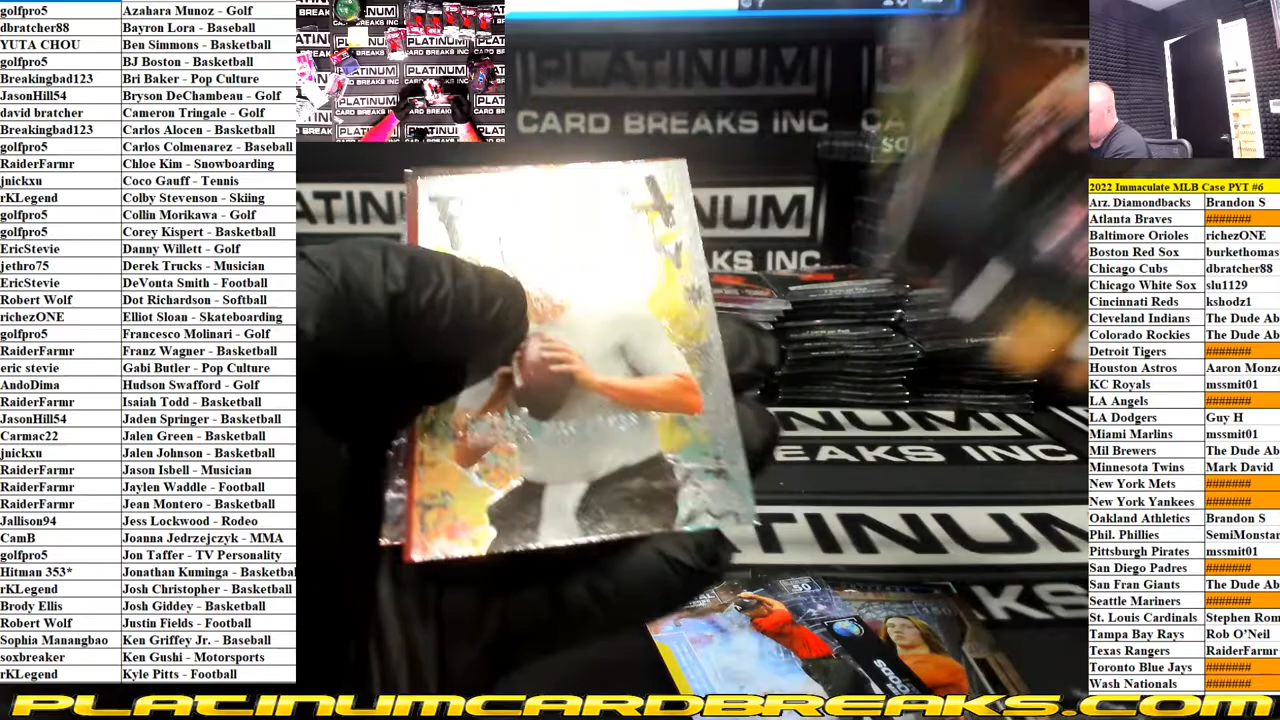 golfpro5 Azahara Munoz - Golf
dbratcher88 Bayron Lora - Baseball
YUTA CHOU Ben Simmons - Basketball
golfpro5 BJ Boston - Basketball
Breakingbad123 Bri Baker - Pop Culture
JasonHill54 Bryson DeChambeau - Golf
david bratcher Cameron Tringale - Golf
Breakingbad123 Carlos Alocen - Basketball
golfpro5 Carlos Colmenarez - Baseball
RaiderFarmr Chloe Kim - Snowboarding
jnickxu Coco Gauff - Tennis
rKLegend Colby Stevenson - Skiing
golfpro5 Collin Morikawa - Golf
golfpro5 Corey Kispert - Basketball
EricStevie Danny Willett - Golf
jethro75 Derek Trucks - Musician
EricStevie DeVonta Smith - Football
Robert Wolf Dot Richardson - Softball
richezONE Elliot Sloan - Skateboarding
golfpro5 Francesco Molinari - Golf
RaiderFarmr Franz Wagner - Basketball
eric stevie Gabi Butler - Pop Culture
AndoDima Hudson Swafford - Golf
RaiderFarmr Isaiah Todd - Basketball
JasonHill54 Jaden Springer - Basketball
Carmac22 Jalen Green - Basketball
jnickxu Jalen Johnson - Basketball
RaiderFarmr Jason Isbell - Musician
RaiderFarmr Jaylen Waddle - Football
RaiderFarmr Jean Montero - Basketball
Jallison94 Jess Lockwood - Rodeo
CamB Joanna Jedrzejczyk - MMA
golfpro5 Jon Taffer - TV Personality
Hitman 353* Jonathan Kuminga - Basketbal
rKLegend Josh Christopher - Basketball
Brody Ellis Josh Giddey - Basketball
Robert Wolf Justin Fields - Football
Sophia Manangbao Ken Griffey Jr. - Baseball
soxbreaker Ken Gushi - Motorsports
rKLegend Kyle Pitts - Football
PLATINUM
CARD BREAKS INC
CARD BREAKS INC
ATIN
NUM
KS INC
INUM
EAKS INC
ATINUM
KS
30
2022 Immaculate MLB Case PYT #6
Arz. Diamondbacks Brandon S
Atlanta Braves #######
Baltimore Orioles richezONE
Boston Red Sox burkethomas
Chicago Cubs dbratcher88
Chicago White Sox slu1129
Cincinnati Reds kshodz1
Cleveland Indians The Dude Ab
Colorado Rockies The Dude Ab
Detroit Tigers #######
Houston Astros Aaron Monze
KC Royals mssmit01
LA Angels #######
LA Dodgers Guy H
Miami Marlins mssmit01
Mil Brewers The Dude Ab
Minnesota Twins Mark David
New York Mets #######
New York Yankees #######
Oakland Athletics Brandon S
Phil. Phillies SemiMonstar
Pittsburgh Pirates mssmit01
San Diego Padres #######
San Fran Giants The Dude Ab
Seattle Mariners #######
St. Louis Cardinals Stephen Rom
Tampa Bay Rays Rob O'Neil
Texas Rangers RaiderFarmr
Toronto Blue Jays #######
Wash Nationals #######
PLATINUMCARDBREAKS.COM